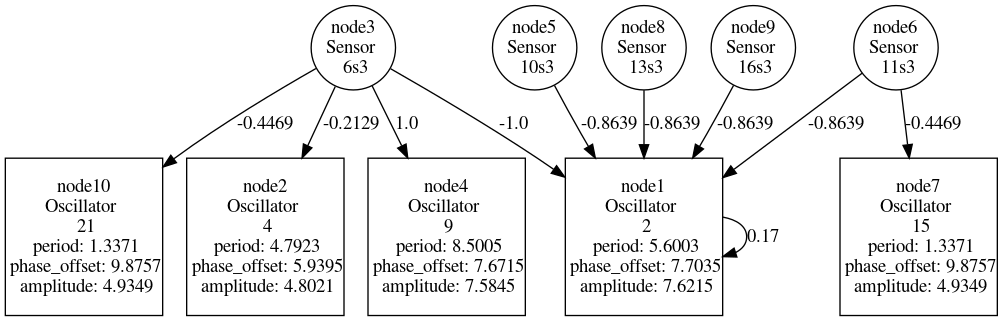 node3
Sensor
6s3
node5
Sensor
10s3
node8
Sensor
13s3
node9
Sensor
16s3
node6
Sensor
11s3
-0.4469
-0.2129
1.0
-1.0
-0.8639
-0.8639
-0.8639
-0.8639
-0.4469
node10
Oscillator
21
period: 1.3371
phase_offset: 9.8757
amplitude: 4.9349
node2
Oscillator
4
period: 4.7923
phase_offset: 5.9395
amplitude: 4.8021
node4
Oscillator
9
period: 8.5005
phase_offset: 7.6715
amplitude: 7.5845
node1
Oscillator
2
period: 5.6003
phase_offset: 7.7035
amplitude: 7.6215
0.17
node7
Oscillator
15
period: 1.3371
phase_offset: 9.8757
amplitude: 4.9349